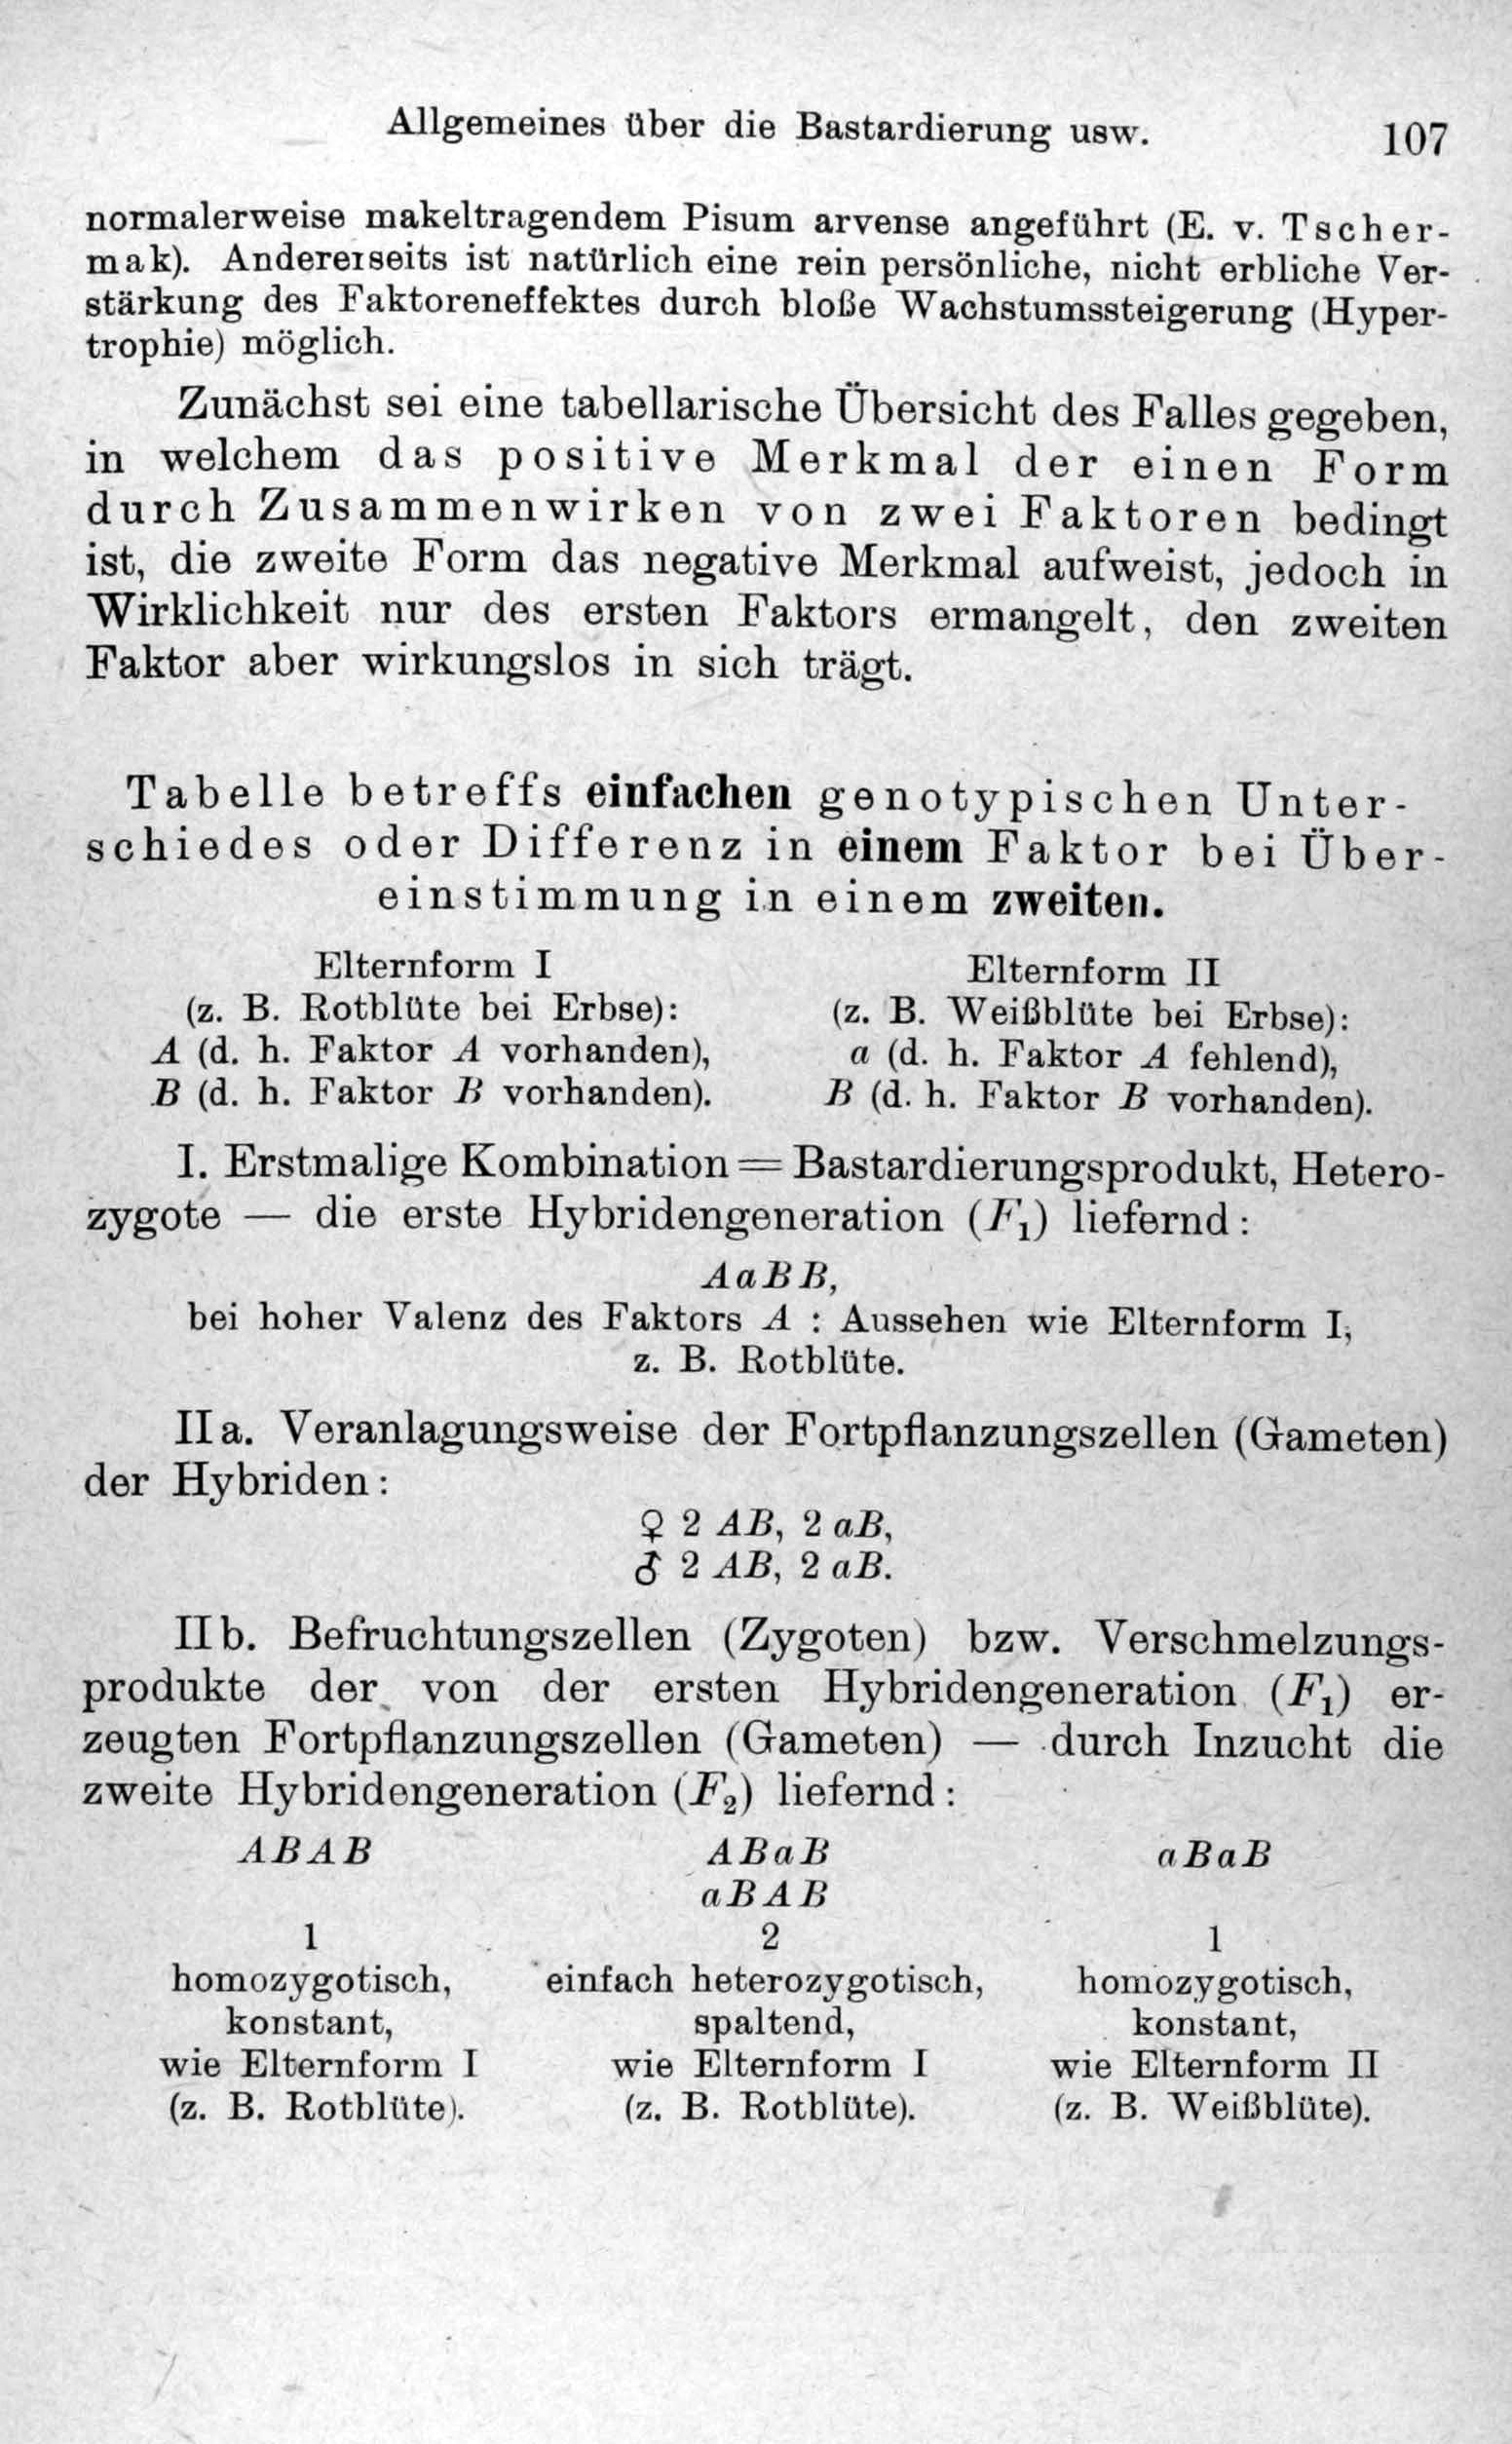 Allgemeines über die Bastardierung usw. 107
normalerweise makeltragendem Pisum arvense angeführt (E. v. Tscher-
mak). Andererseits ist natürlich eine rein persönliche, nicht erbliche Ver-
stärkung des Faktoreneffektes durch bloße Wachstumssteigerung (Hyper-
trophie) möglich.
Zunächst sei eine tabellarische Übersicht des Falles gegeben,
in welchem das positive Merkmal der einen Form
durch Zusammenwirken von zwei Faktoren bedingt
ist, die zweite Form das negative Merkmal aufweist, jedoch in
Wirklichkeit nur des ersten Faktors ermangelt, den zweiten
Faktor aber wirkungslos in sich trägt.
Tabelle betreffs einfachen genotypischen Unter-
schiedes oder Differenz in einem Faktor bei Über-
einstimmung in einem zweiten.
Elternform I Elternform II
(z. B. Rotblüte bei Erbse): (z. B. Weißblüte bei Erbse):
A (d. h. Faktor A vorhanden), a (d. h. Faktor A fehlend),
B (d. h. Faktor B vorhanden). B (d. h. Faktor B vorhanden).
I. Erstmalige Kombination = Bastardierungsprodukt, Hetero-
zygote — die erste Hybridengeneration (F₁) liefernd:
AaBB,
bei hoher Valenz des Faktors A : Aussehen wie Elternform I,
z. B. Rotblüte.
IIa. Veranlagungsweise der Fortpflanzungszellen (Gameten)
der Hybriden:
♀ 2 AB, 2 aB,
♂ 2 AB, 2 aB.
IIb. Befruchtungszellen (Zygoten) bzw. Verschmelzungs-
produkte der von der ersten Hybridengeneration (F₁) er-
zeugten Fortpflanzungszellen (Gameten) — durch Inzucht die
zweite Hybridengeneration (F₂) liefernd:
ABAB ABaB aBaB
aBAB
1 2 1
homozygotisch, einfach heterozygotisch, homozygotisch,
konstant, spaltend, konstant,
wie Elternform I wie Elternform I wie Elternform II
(z. B. Rotblüte). (z. B. Rotblüte). (z. B. Weißblüte).